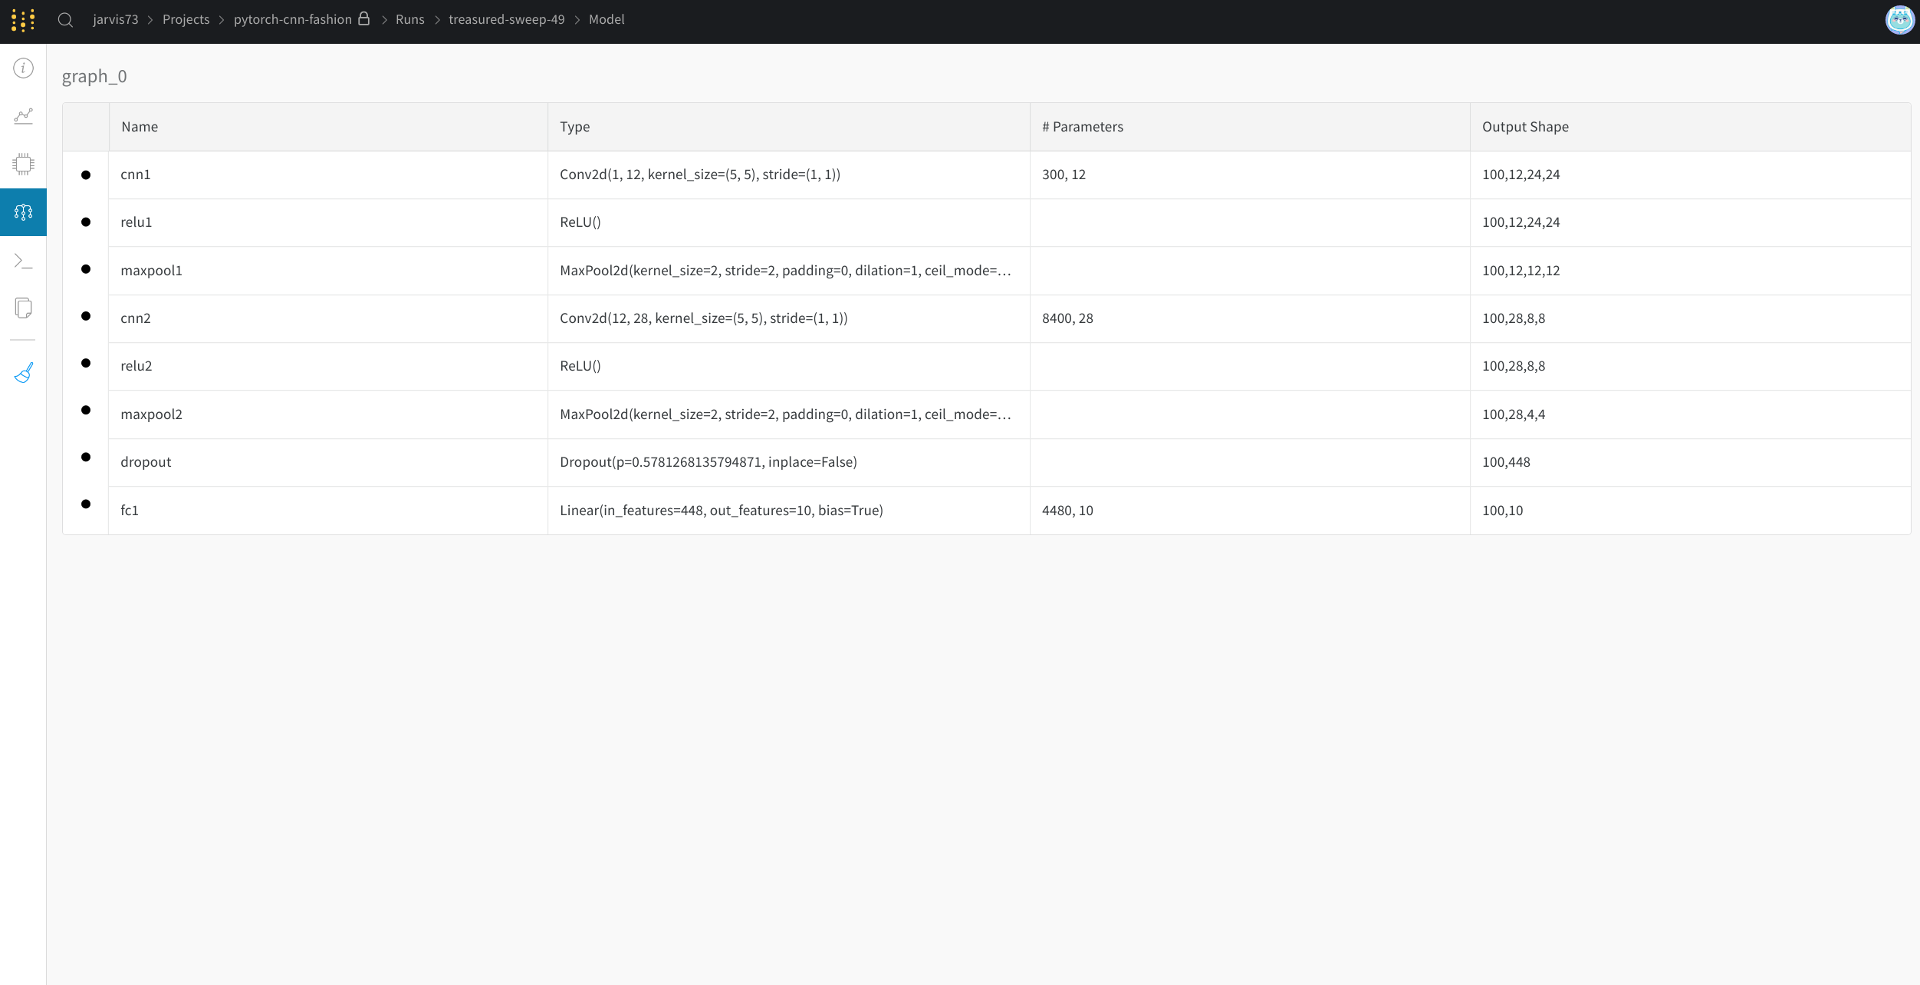 jarvis73 > Projects > pytorch-cnn-fashion > Runs > treasured-sweep-49 > Model
graph_0
Name Type # Parameters Output Shape
cnn1 Conv2d(1, 12, kernel_size=(5, 5), stride=(1, 1)) 300, 12 100,12,24,24
relu1 ReLU() 100,12,24,24
maxpool1 MaxPool2d(kernel_size=2, stride=2, padding=0, dilation=1, ceil_mode=… 100,12,12,12
cnn2 Conv2d(12, 28, kernel_size=(5, 5), stride=(1, 1)) 8400, 28 100,28,8,8
relu2 ReLU() 100,28,8,8
maxpool2 MaxPool2d(kernel_size=2, stride=2, padding=0, dilation=1, ceil_mode=… 100,28,4,4
dropout Dropout(p=0.5781268135794871, inplace=False) 100,448
fc1 Linear(in_features=448, out_features=10, bias=True) 4480, 10 100,10